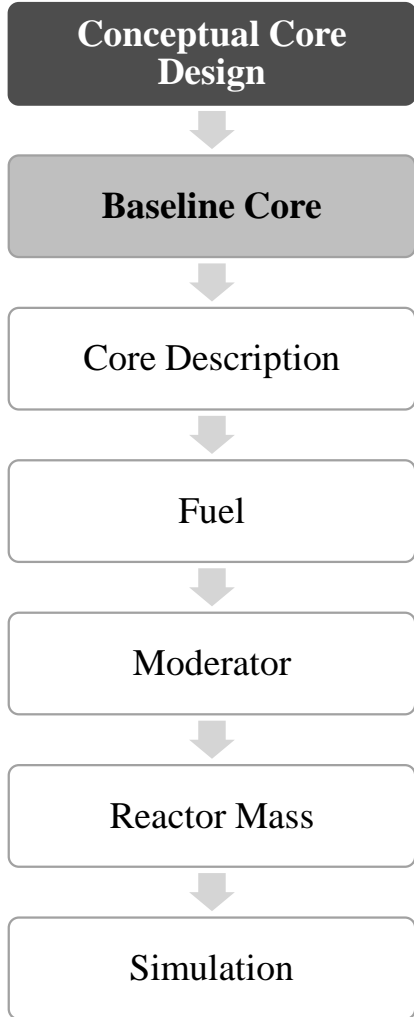 Conceptual Core
Design
Baseline Core
Core Description
Fuel
Moderator
Reactor Mass
Simulation